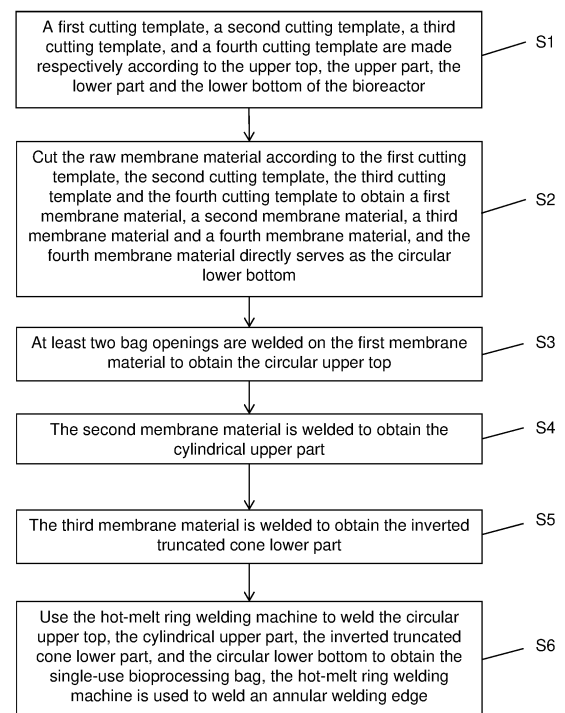 A first cutting template, a second cutting template, a third
cutting template, and a fourth cutting template are made
respectively according to the upper top, the upper part, the
lower part and the lower bottom of the bioreactor
S1
Cut the raw membrane material according to the first cutting
template, the second cutting template, the third cutting
template and the fourth cutting template to obtain a first
membrane material, a second membrane material, a third
membrane material and a fourth membrane material, and the
fourth membrane material directly serves as the circular
lower bottom
S2
At least two bag openings are welded on the first membrane
material to obtain the circular upper top
S3
The second membrane material is welded to obtain the
cylindrical upper part
S4
The third membrane material is welded to obtain the inverted
truncated cone lower part
S5
Use the hot-melt ring welding machine to weld the circular
upper top, the cylindrical upper part, the inverted truncated
cone lower part, and the circular lower bottom to obtain the
single-use bioprocessing bag, the hot-melt ring welding
machine is used to weld an annular welding edge
S6